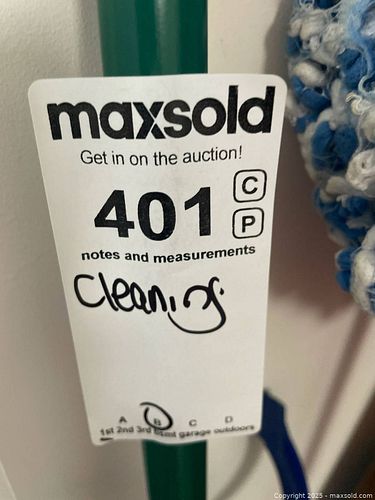 maxsold
Get in on the auction!
401 C
P
notes and measurements
Cleaning.
A B C D
1st 2nd 3rd bsmt garage outdoors
Copyright 2025 - maxsold.com